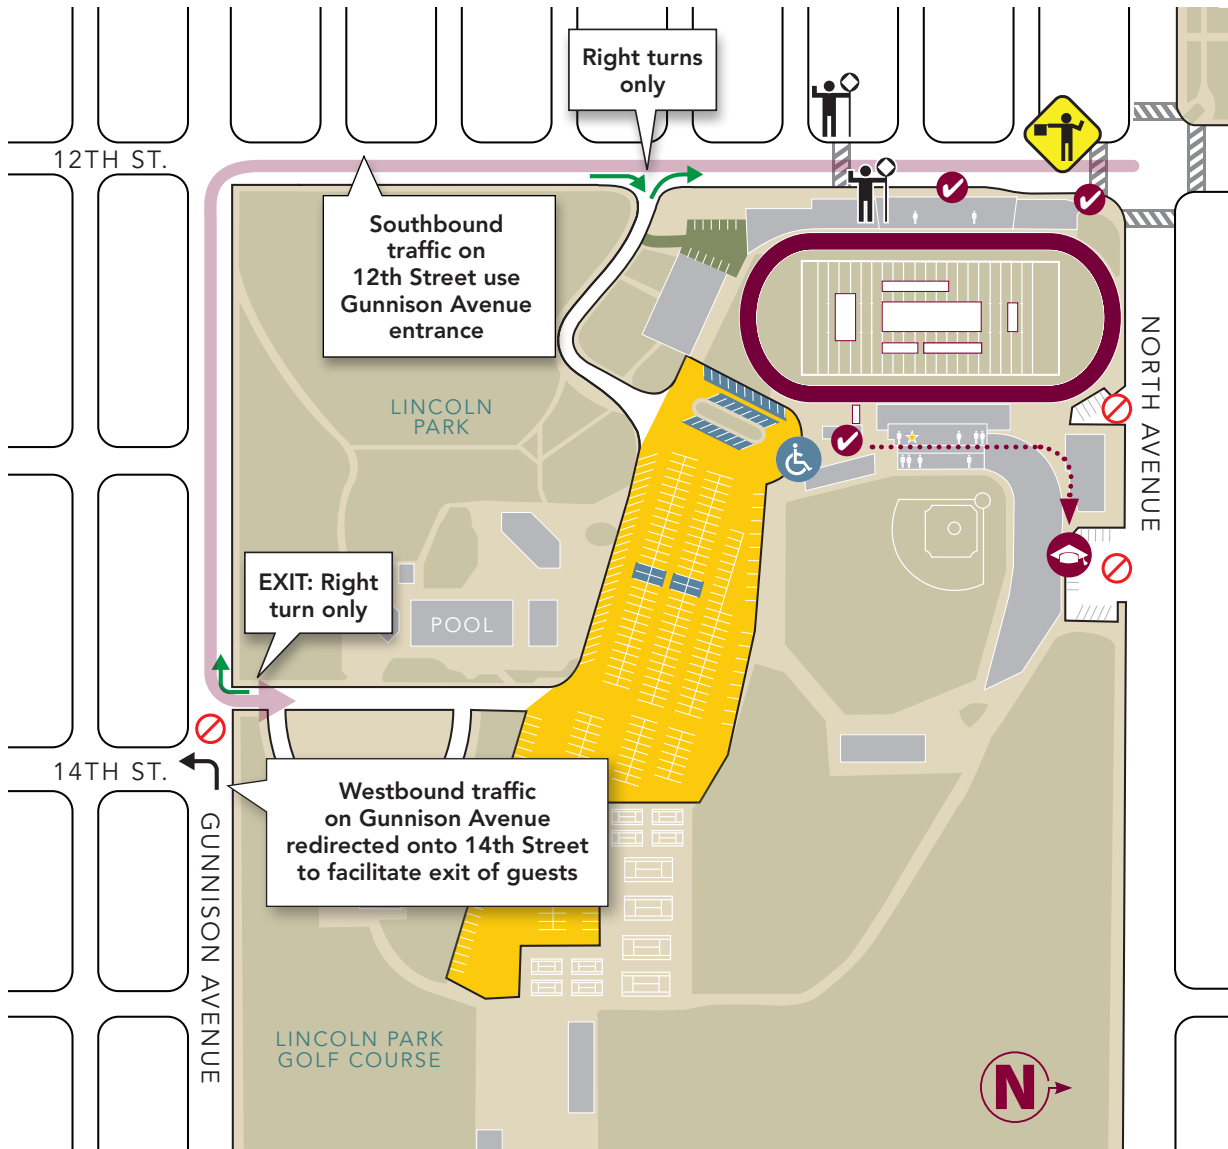 Right turns
only
12TH ST.
Southbound
traffic on
12th Street use
Gunnison Avenue
entrance
NORTH AVENUE
LINCOLN
PARK
EXIT: Right
turn only
POOL
14TH ST.
Westbound traffic
on Gunnison Avenue
redirected onto 14th Street
to facilitate exit of guests
GUNNISON AVENUE
LINCOLN PARK
GOLF COURSE
N